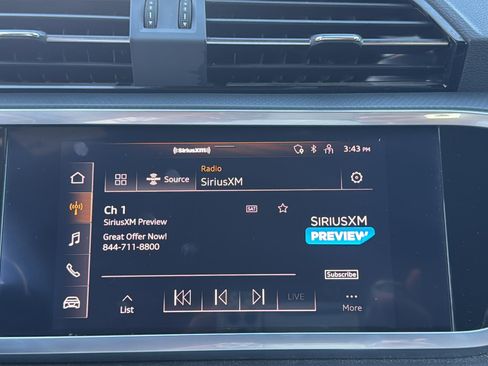 ((SiriusXM))
3:43 PM
Radio
Source
SiriusXM
Ch 1
SAT
SiriusXM Preview
Great Offer Now!
844-711-8800
SIRIUSXM
PREVIEW
Subscribe
List
LIVE
More